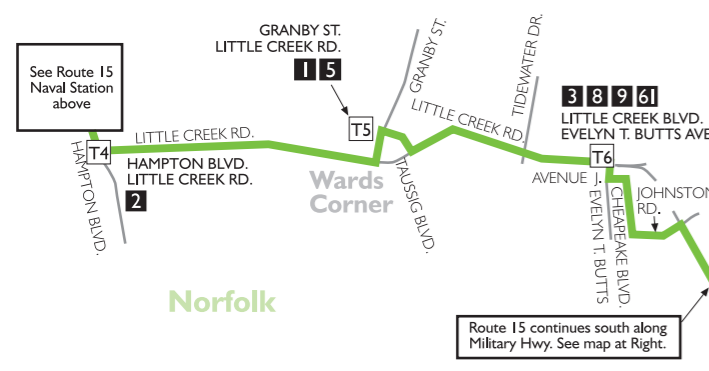 See Route 15
Naval Station
above
T4
HAMPTON BLVD.
LITTLE CREEK RD.
HAMPTON BLVD.
LITTLE CREEK RD.
2
GRANBY ST.
LITTLE CREEK RD.
1 5
T5
GRANBY ST.
Wards
Corner
TAUSSIG BLVD.
LITTLE CREEK RD.
TIDEWATER DR.
3 8 9 61
LITTLE CREEK BLVD.
EVELYN T. BUTTS AVE
T6
AVENUE J.
EVELYN T. BUTTS
CHEAPEAKE BLVD.
JOHNSTON
RD.
Norfolk
Route 15 continues south along
Military Hwy. See map at Right.